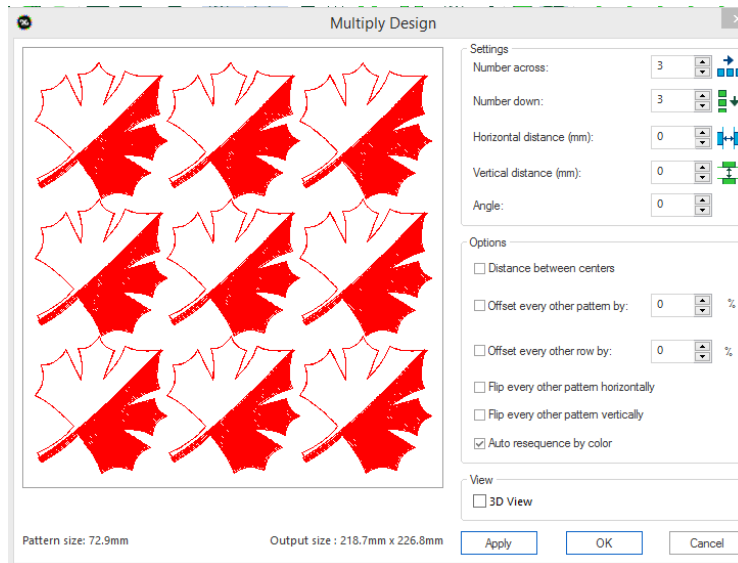 Multiply Design
Settings
Number across: 3
Number down: 3
Horizontal distance (mm): 0
Vertical distance (mm): 0
Angle: 0
Options
Distance between centers
Offset every other pattern by: 0 %
Offset every other row by: 0 %
Flip every other pattern horizontally
Flip every other pattern vertically
Auto resequence by color
View
3D View
Pattern size: 72.9mm
Output size : 218.7mm x 226.8mm
Apply
OK
Cancel